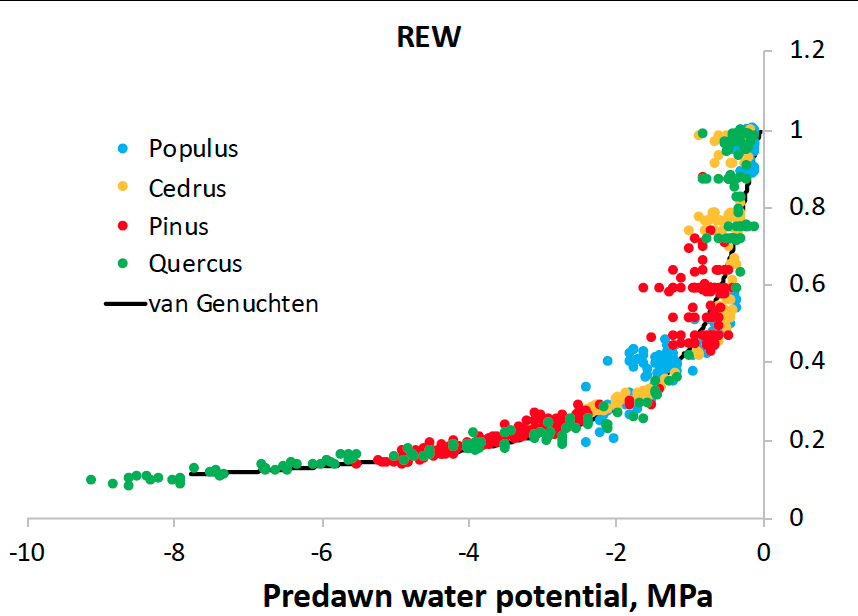 REW
1.2
Populus
1
Cedrus
0.8
Pinus
Quercus
0.6
van Genuchten
0.4
0.2
0
-10 -8 -6 -4 -2 0
Predawn water potential, MPa